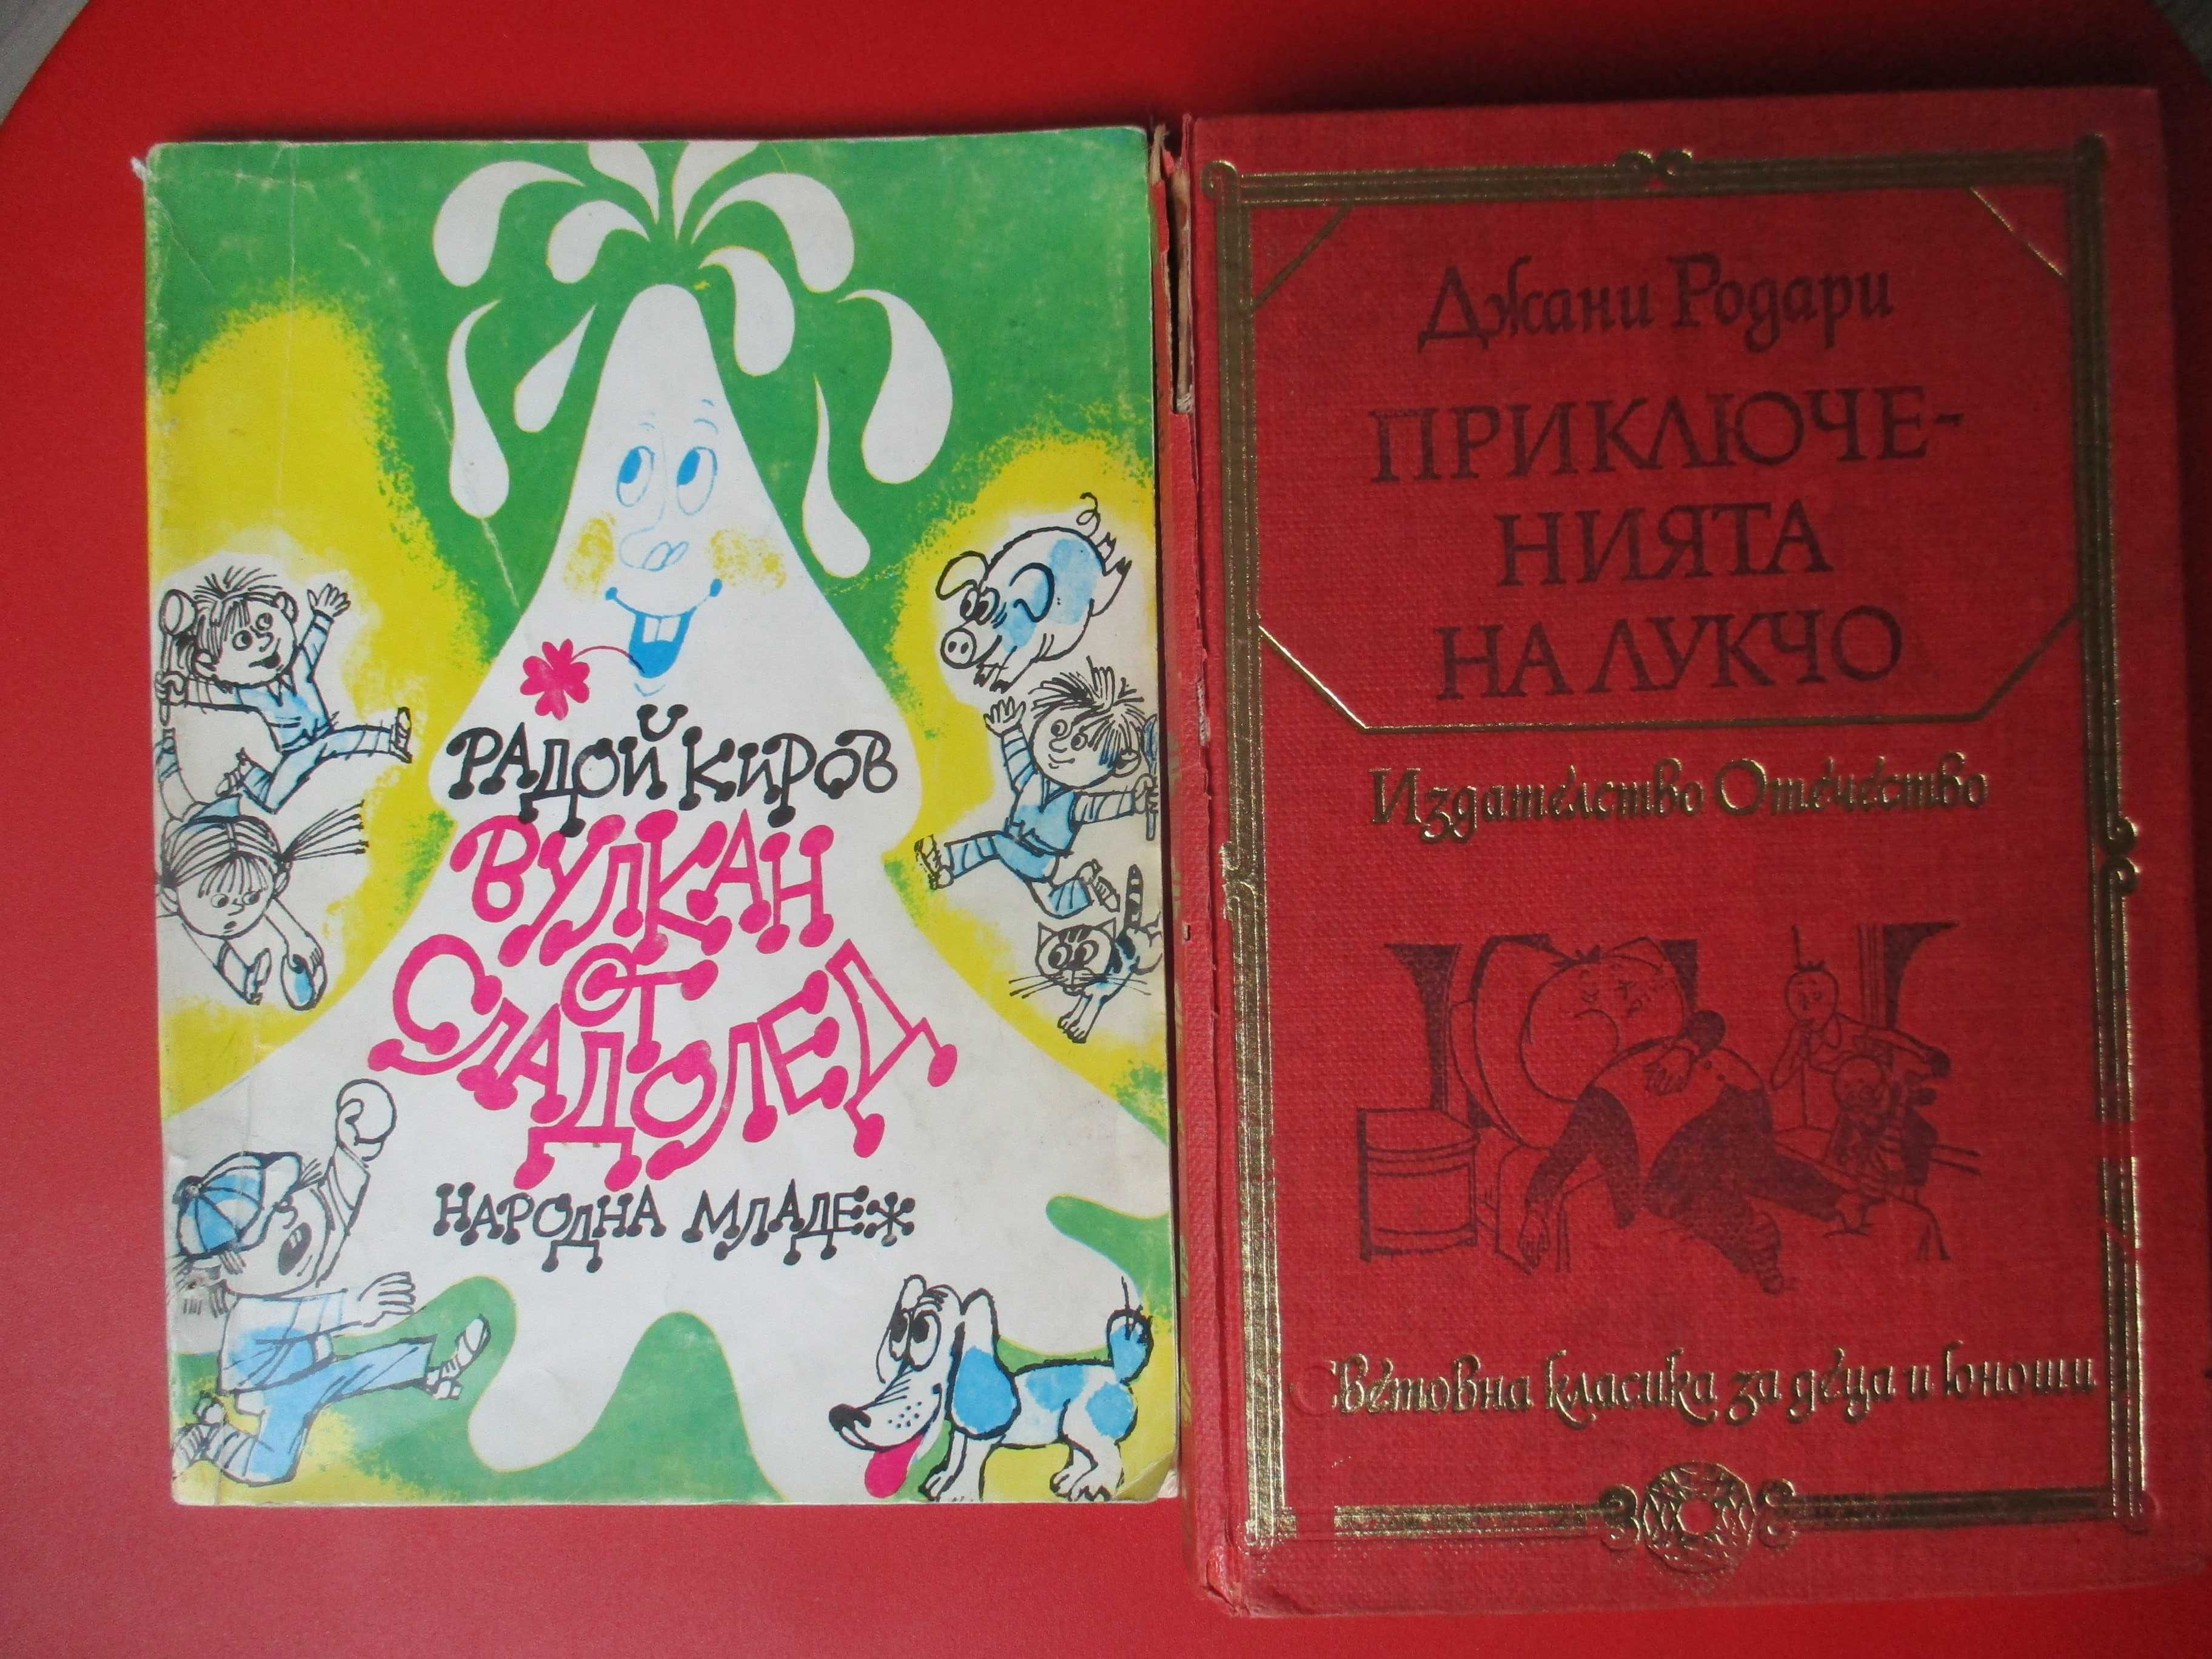 РАДОЙ КИРОВ
ВУЛКАН
ОТ
СЛАДОЛЕД
НАРОДНА МЛАДЕЖ
Джани Родари
ПРИКЛЮЧЕ-
НИЯТА
НА ЛУКЧО
Издателство Отечество
Световна класика за деца и юноши